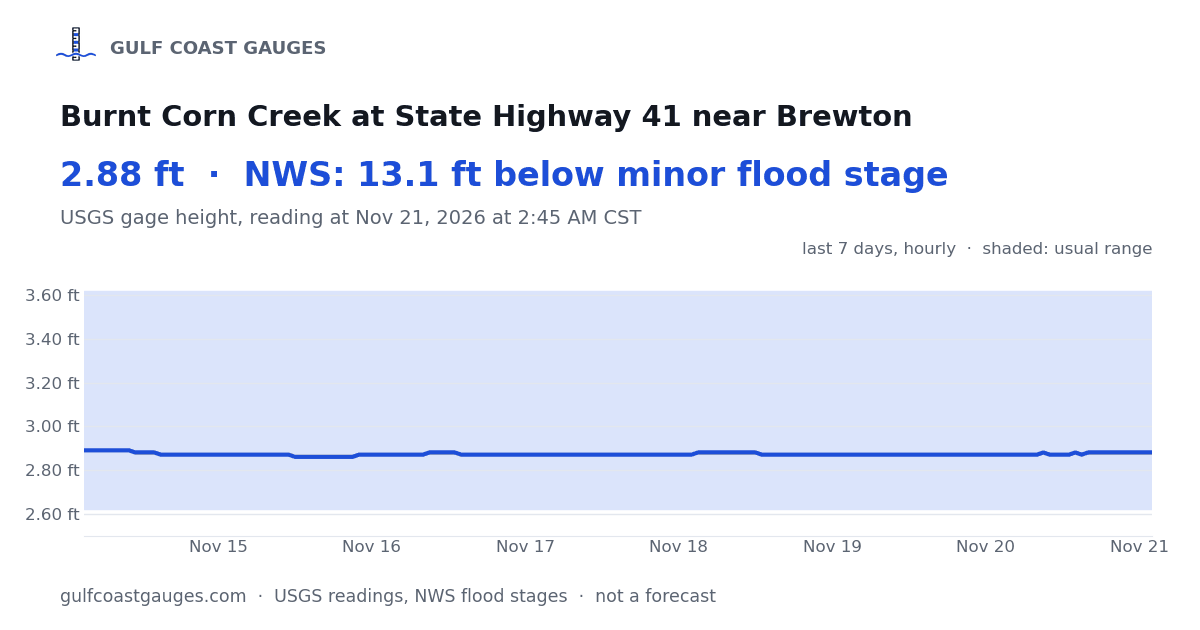 GULF COAST GAUGES
Burnt Corn Creek at State Highway 41 near Brewton
2.88 ft · NWS: 13.1 ft below minor flood stage
USGS gage height, reading at Nov 21, 2026 at 2:45 AM CST
last 7 days, hourly · shaded: usual range
3.60 ft
3.40 ft
3.20 ft
3.00 ft
2.80 ft
2.60 ft
Nov 15 Nov 16 Nov 17 Nov 18 Nov 19 Nov 20 Nov 21
gulfcoastgauges.com · USGS readings, NWS flood stages · not a forecast